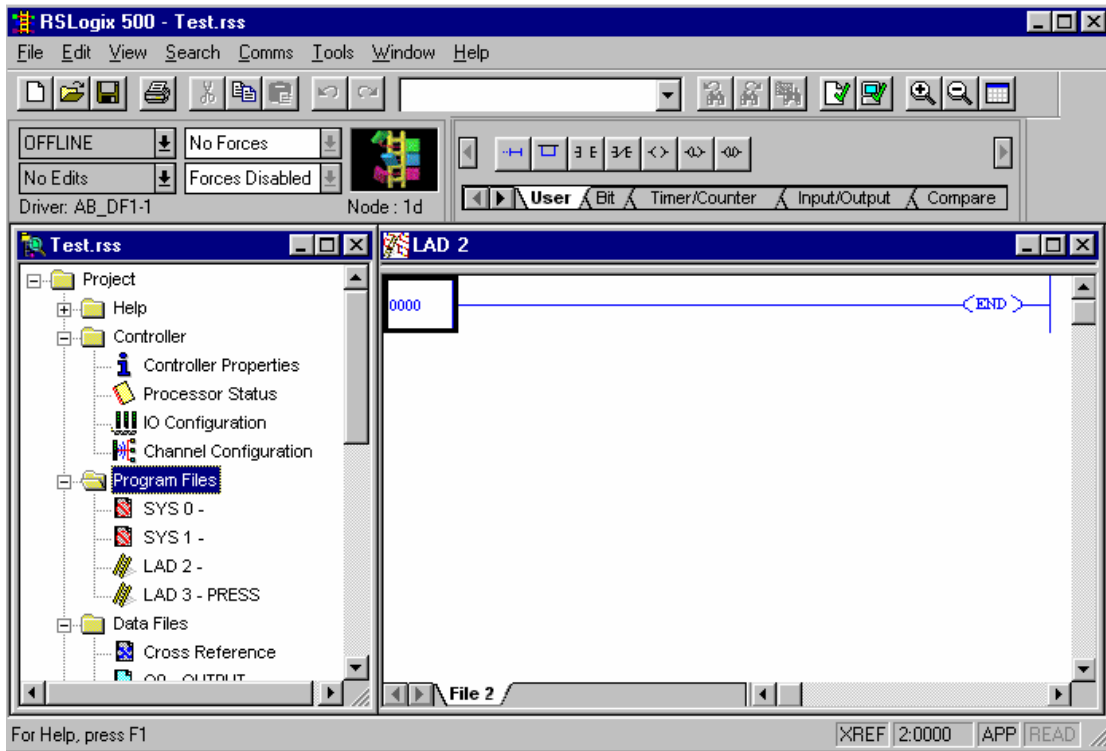 RSLogix 500 - Test.rss
File Edit View Search Comms Tools Window Help
OFFLINE No Forces
No Edits Forces Disabled
Driver: AB_DF1-1 Node : 1d
User Bit Timer/Counter Input/Output Compare
Test.rss
Project
Help
Controller
Controller Properties
Processor Status
IO Configuration
Channel Configuration
Program Files
SYS 0 -
SYS 1 -
LAD 2 -
LAD 3 - PRESS
Data Files
Cross Reference
LAD 2
0000 END
File 2
For Help, press F1 XREF 2:0000 APP READ